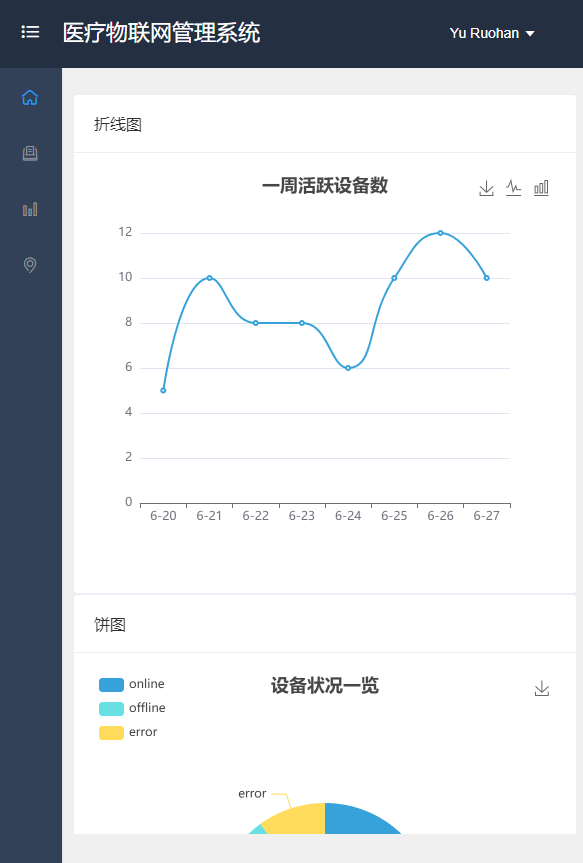 医疗物联网管理系统
Yu Ruohan
折线图
一周活跃设备数
12
10
8
6
4
2
0
6-20 6-21 6-22 6-23 6-24 6-25 6-26 6-27
饼图
设备状况一览
online
offline
error
error